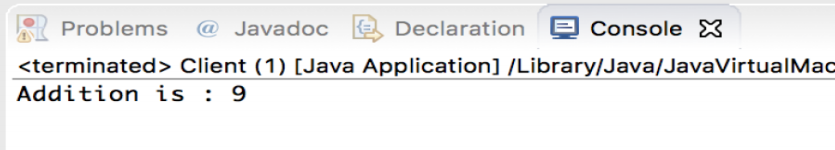 Problems @ Javadoc Declaration Console
<terminated> Client (1) [Java Application] /Library/Java/JavaVirtualMac
Addition is : 9